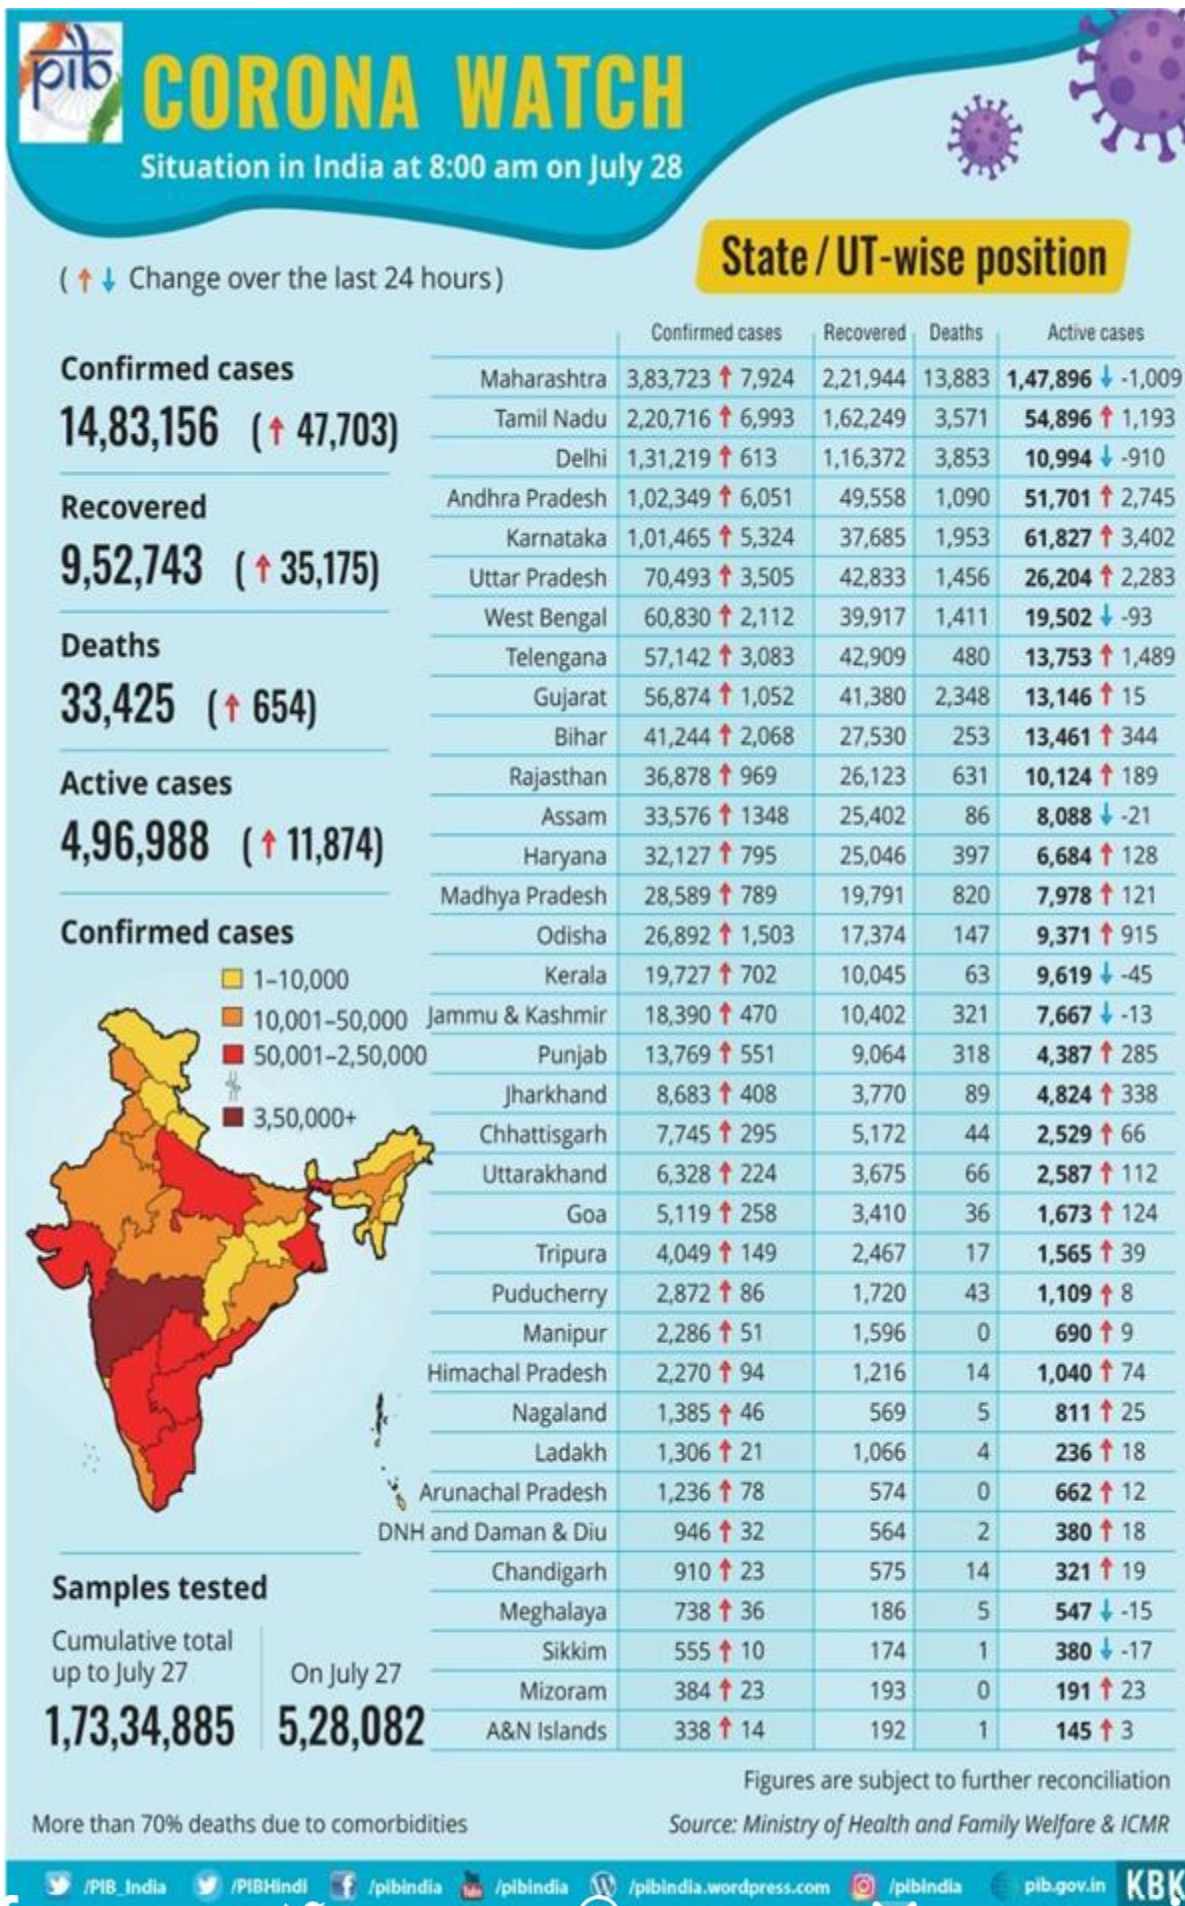 pib
CORONA WATCH
Situation in India at 8:00 am on July 28
(↑↓ Change over the last 24 hours)
Confirmed cases
14,83,156 (↑ 47,703)
Recovered
9,52,743 (↑ 35,175)
Deaths
33,425 (↑ 654)
Active cases
4,96,988 (↑ 11,874)
Confirmed cases
1-10,000
10,001-50,000
50,001-2,50,000
3,50,000+
Samples tested
Cumulative total
up to July 27
1,73,34,885
On July 27
5,28,082
State / UT-wise position
Confirmed cases Recovered Deaths Active cases
Maharashtra 3,83,723 ↑ 7,924 2,21,944 13,883 1,47,896 ↓ -1,009
Tamil Nadu 2,20,716 ↑ 6,993 1,62,249 3,571 54,896 ↑ 1,193
Delhi 1,31,219 ↑ 613 1,16,372 3,853 10,994 ↓ -910
Andhra Pradesh 1,02,349 ↑ 6,051 49,558 1,090 51,701 ↑ 2,745
Karnataka 1,01,465 ↑ 5,324 37,685 1,953 61,827 ↑ 3,402
Uttar Pradesh 70,493 ↑ 3,505 42,833 1,456 26,204 ↑ 2,283
West Bengal 60,830 ↑ 2,112 39,917 1,411 19,502 ↓ -93
Telengana 57,142 ↑ 3,083 42,909 480 13,753 ↑ 1,489
Gujarat 56,874 ↑ 1,052 41,380 2,348 13,146 ↑ 15
Bihar 41,244 ↑ 2,068 27,530 253 13,461 ↑ 344
Rajasthan 36,878 ↑ 969 26,123 631 10,124 ↑ 189
Assam 33,576 ↑ 1348 25,402 86 8,088 ↓ -21
Haryana 32,127 ↑ 795 25,046 397 6,684 ↑ 128
Madhya Pradesh 28,589 ↑ 789 19,791 820 7,978 ↑ 121
Odisha 26,892 ↑ 1,503 17,374 147 9,371 ↑ 915
Kerala 19,727 ↑ 702 10,045 63 9,619 ↓ -45
Jammu & Kashmir 18,390 ↑ 470 10,402 321 7,667 ↓ -13
Punjab 13,769 ↑ 551 9,064 318 4,387 ↑ 285
Jharkhand 8,683 ↑ 408 3,770 89 4,824 ↑ 338
Chhattisgarh 7,745 ↑ 295 5,172 44 2,529 ↑ 66
Uttarakhand 6,328 ↑ 224 3,675 66 2,587 ↑ 112
Goa 5,119 ↑ 258 3,410 36 1,673 ↑ 124
Tripura 4,049 ↑ 149 2,467 17 1,565 ↑ 39
Puducherry 2,872 ↑ 86 1,720 43 1,109 ↑ 8
Manipur 2,286 ↑ 51 1,596 0 690 ↑ 9
Himachal Pradesh 2,270 ↑ 94 1,216 14 1,040 ↑ 74
Nagaland 1,385 ↑ 46 569 5 811 ↑ 25
Ladakh 1,306 ↑ 21 1,066 4 236 ↑ 18
Arunachal Pradesh 1,236 ↑ 78 574 0 662 ↑ 12
DNH and Daman & Diu 946 ↑ 32 564 2 380 ↑ 18
Chandigarh 910 ↑ 23 575 14 321 ↑ 19
Meghalaya 738 ↑ 36 186 5 547 ↓ -15
Sikkim 555 ↑ 10 174 1 380 ↓ -17
Mizoram 384 ↑ 23 193 0 191 ↑ 23
A&N Islands 338 ↑ 14 192 1 145 ↑ 3
Figures are subject to further reconciliation
More than 70% deaths due to comorbidities
Source: Ministry of Health and Family Welfare & ICMR
/PIB_India /PIBHindi /pibindia /pibindia /pibindia.wordpress.com /pibindia pib.gov.in KBK